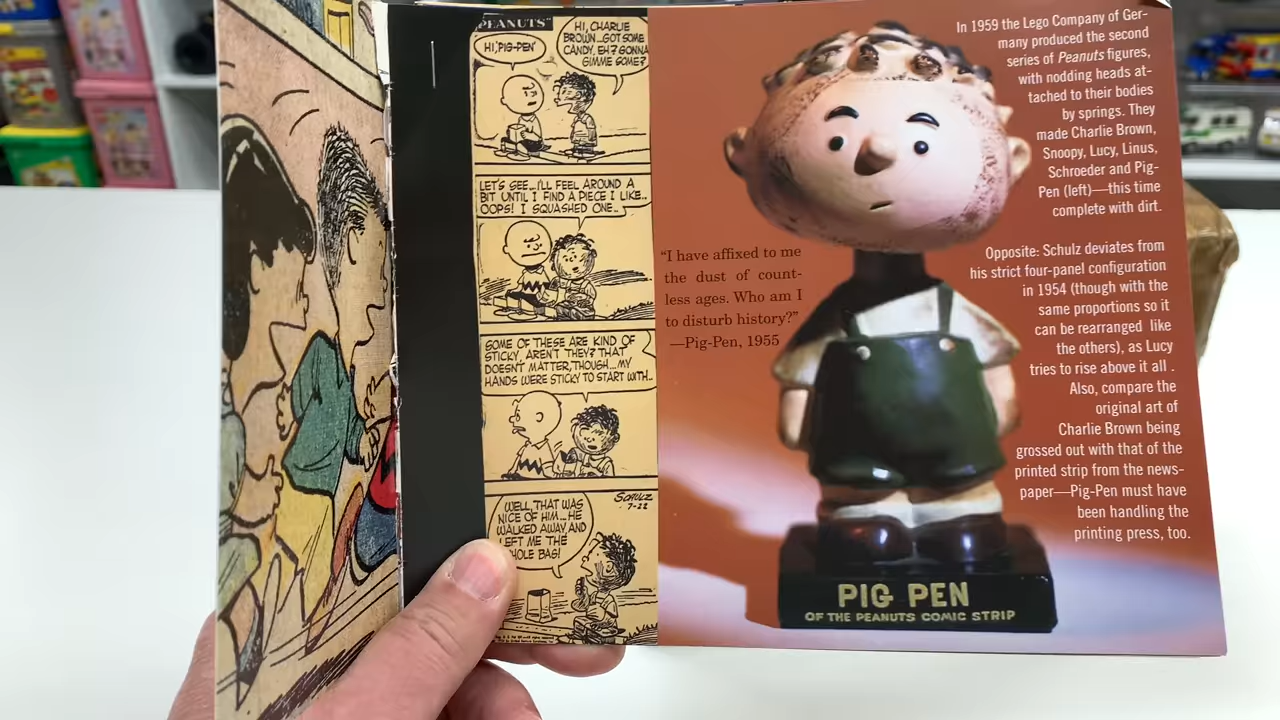 PEANUTS
HI, "PIG-PEN"
HI, CHARLIE
BROWN...GOT SOME
CANDY, EH? GONNA
GIMME SOME?
LET'S SEE...I'LL FEEL AROUND A
BIT UNTIL I FIND A PIECE I LIKE..
OOPS! I SQUASHED ONE..
SOME OF THESE ARE KIND OF
STICKY, AREN'T THEY? THAT
DOESN'T MATTER, THOUGH...MY
HANDS WERE STICKY TO START WITH..
SCHULZ
7-22
WELL, THAT WAS
NICE OF HIM...HE
WALKED AWAY AND
LEFT ME THE
WHOLE BAG!
"I have affixed to me
the dust of count-
less ages. Who am I
to disturb history?"
—Pig-Pen, 1955
In 1959 the Lego Company of Ger-
many produced the second
series of Peanuts figures,
with nodding heads at-
tached to their bodies
by springs. They
made Charlie Brown,
Snoopy, Lucy, Linus,
Schroeder and Pig-
Pen (left)—this time
complete with dirt.
Opposite: Schulz deviates from
his strict four-panel configuration
in 1954 (though with the
same proportions so it
can be rearranged like
the others), as Lucy
tries to rise above it all .
Also, compare the
original art of
Charlie Brown being
grossed out with that of the
printed strip from the news-
paper—Pig-Pen must have
been handling the
printing press, too.
PIG PEN
OF THE PEANUTS COMIC STRIP